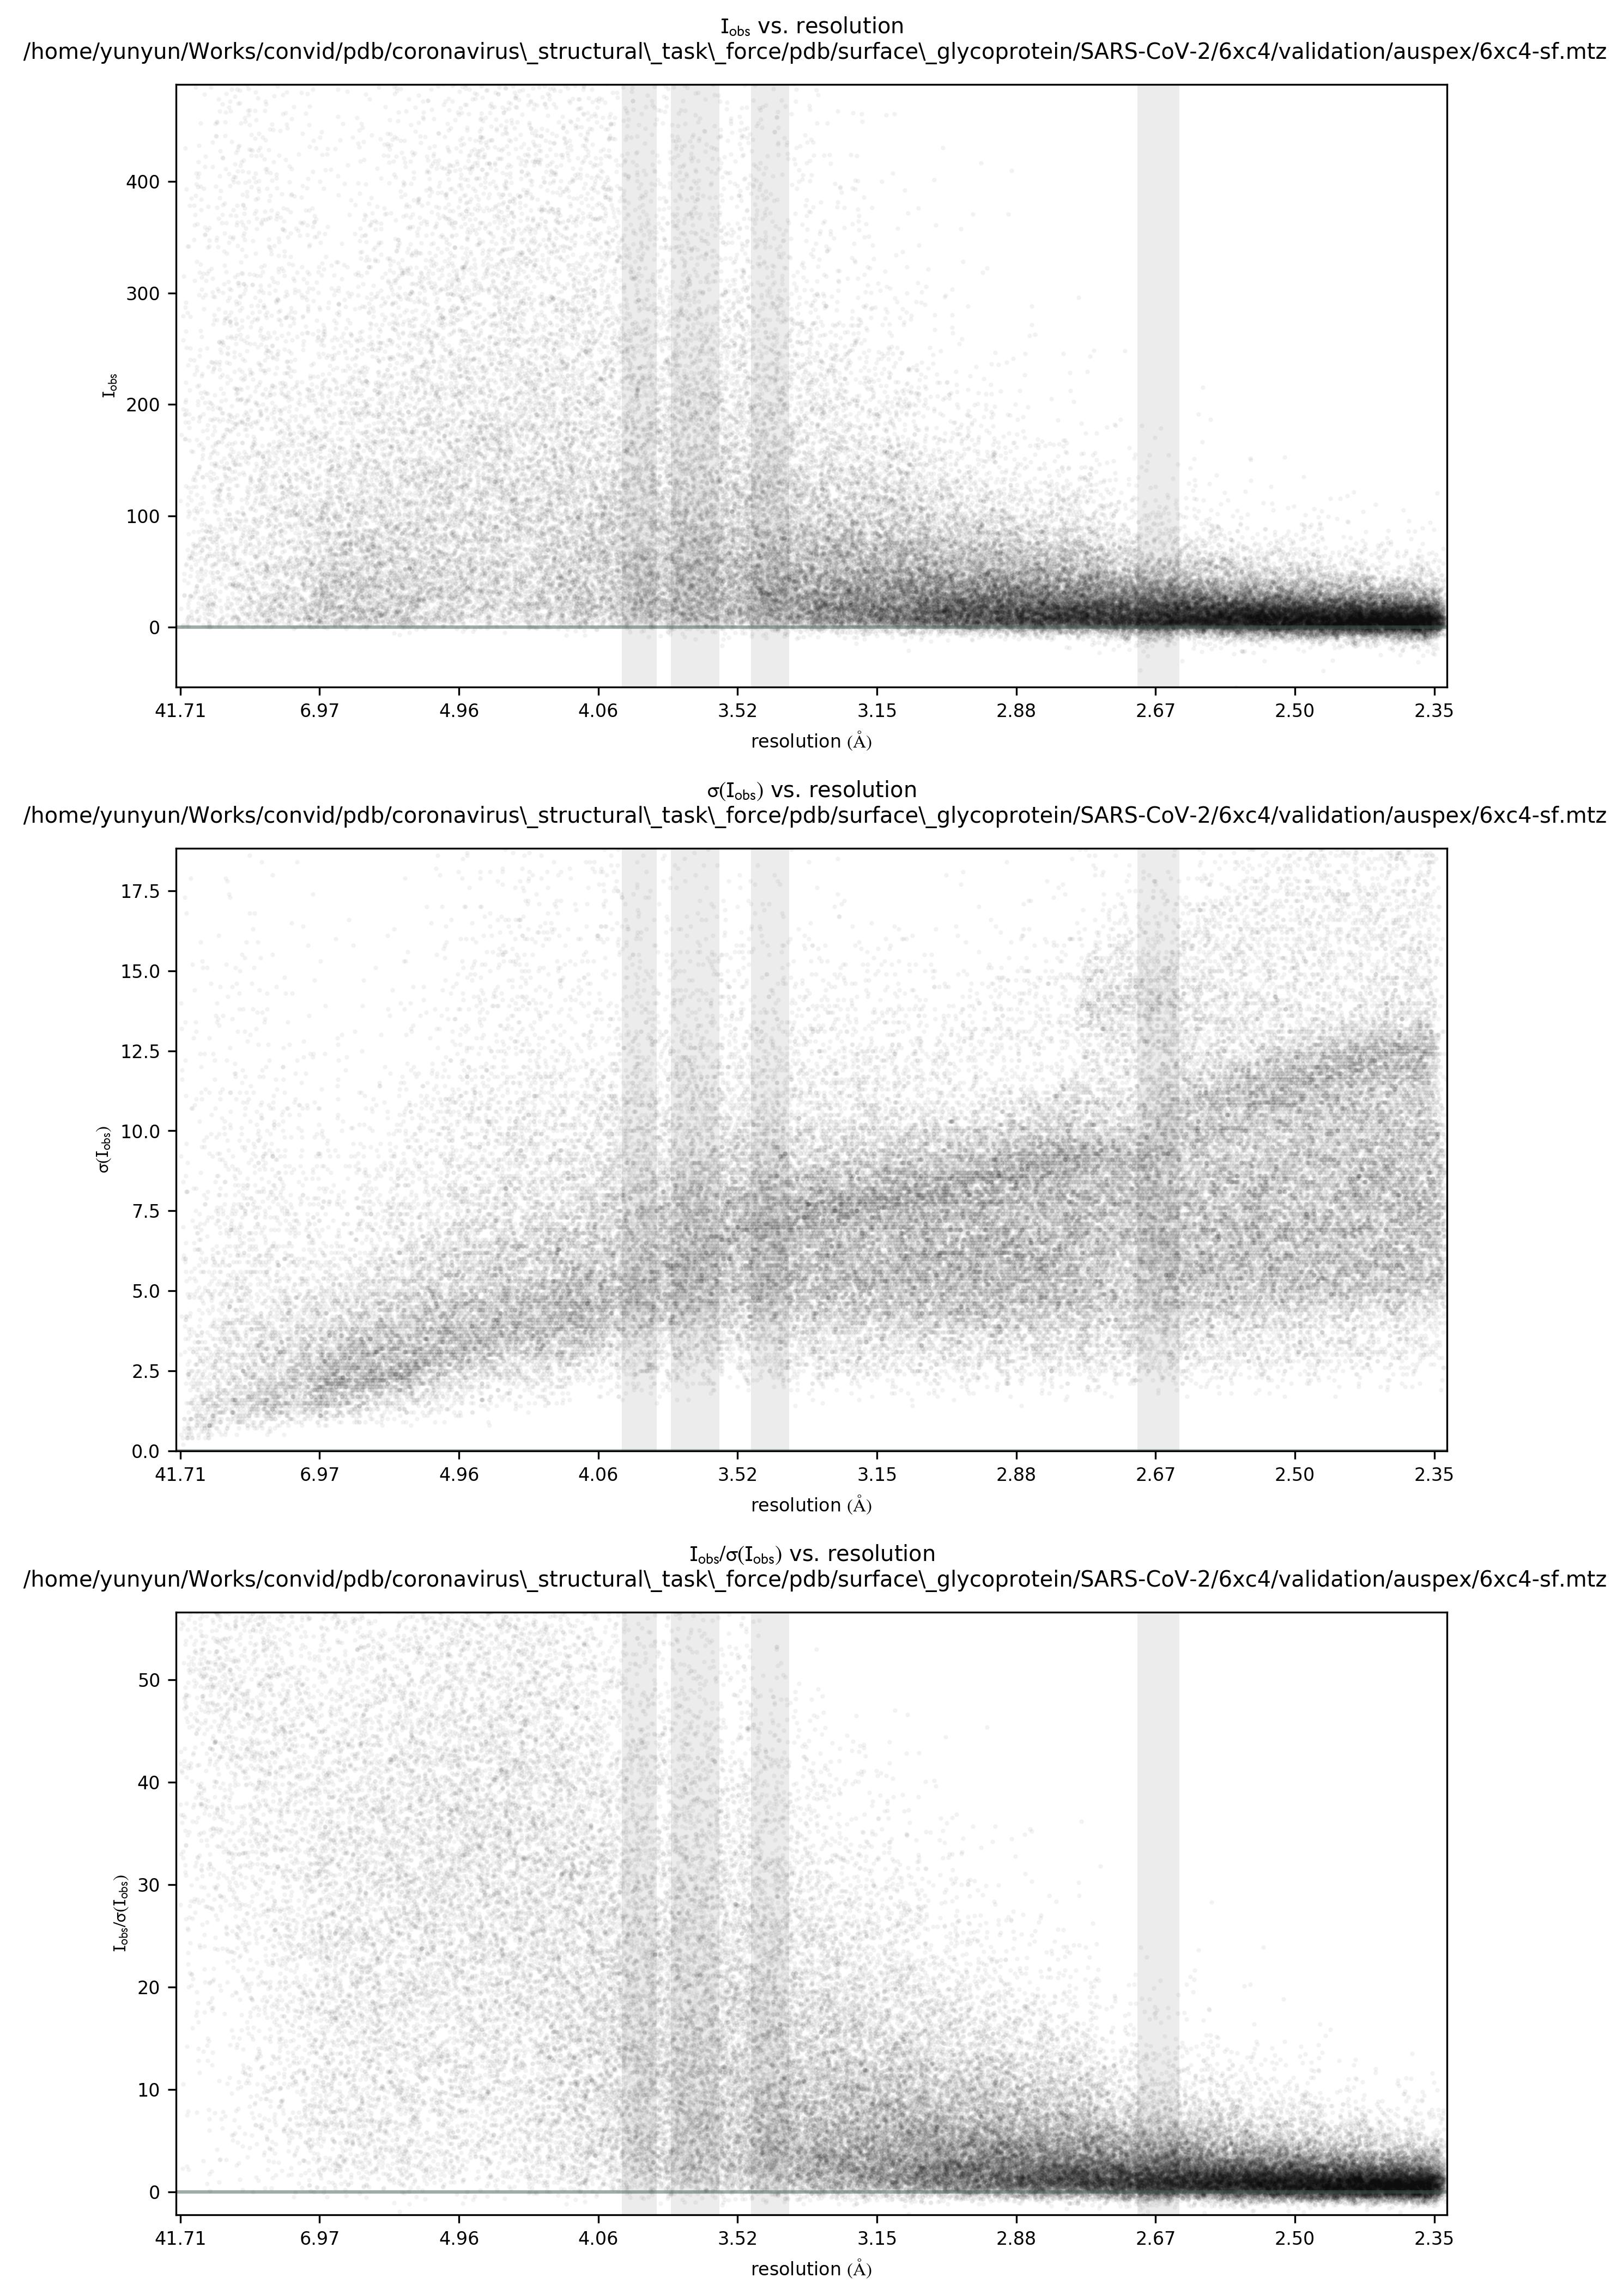 I_obs vs. resolution
/home/yunyun/Works/convid/pdb/coronavirus\_structural\_task\_force/pdb/surface\_glycoprotein/SARS-CoV-2/6xc4/validation/auspex/6xc4-sf.mtz
400
300
200
100
0
I_obs
41.71 6.97 4.96 4.06 3.52 3.15 2.88 2.67 2.50 2.35
resolution (Å)
σ(I_obs) vs. resolution
/home/yunyun/Works/convid/pdb/coronavirus\_structural\_task\_force/pdb/surface\_glycoprotein/SARS-CoV-2/6xc4/validation/auspex/6xc4-sf.mtz
17.5
15.0
12.5
10.0
7.5
5.0
2.5
0.0
σ(I_obs)
41.71 6.97 4.96 4.06 3.52 3.15 2.88 2.67 2.50 2.35
resolution (Å)
I_obs/σ(I_obs) vs. resolution
/home/yunyun/Works/convid/pdb/coronavirus\_structural\_task\_force/pdb/surface\_glycoprotein/SARS-CoV-2/6xc4/validation/auspex/6xc4-sf.mtz
50
40
30
20
10
0
I_obs/σ(I_obs)
41.71 6.97 4.96 4.06 3.52 3.15 2.88 2.67 2.50 2.35
resolution (Å)